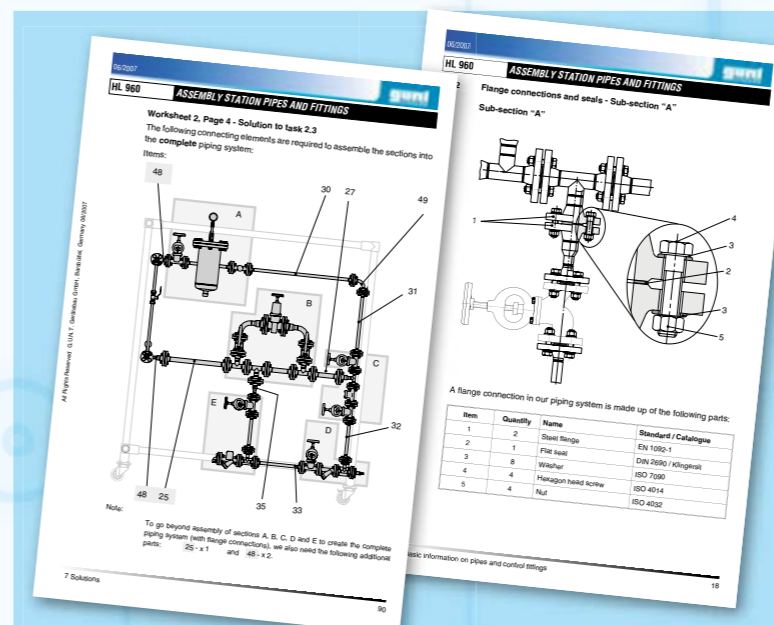 06/2007
gunt
HL 960
ASSEMBLY STATION PIPES AND FITTINGS
Worksheet 2, Page 4 - Solution to task 2.3
The following connecting elements are required to assemble the sections into
the complete piping system:
Items:
48
30
27
49
A
B
31
C
E
D
32
48 25
35
33
Note:
To go beyond assembly of sections A, B, C, D and E to create the complete
piping system (with flange connections), we also need the following additional
parts: 25 - x 1 and 48 - x 2.
7 Solutions
90
All Rights Reserved G.U.N.T. Gerätebau GmbH, Barsbüttel, Germany 06/2007
06/2007
gunt
HL 960
ASSEMBLY STATION PIPES AND FITTINGS
2
Flange connections and seals - Sub-section "A"
Sub-section "A"
1
4
3
2
3
5
A flange connection in our piping system is made up of the following parts:
Item Quantity Name Standard / Catalogue
1 2 Steel flange EN 1092-1
2 1 Flat seal DIN 2690 / Klingersit
3 8 Washer ISO 7090
4 4 Hexagon head screw ISO 4014
5 4 Nut ISO 4032
asic information on pipes and control fittings
18